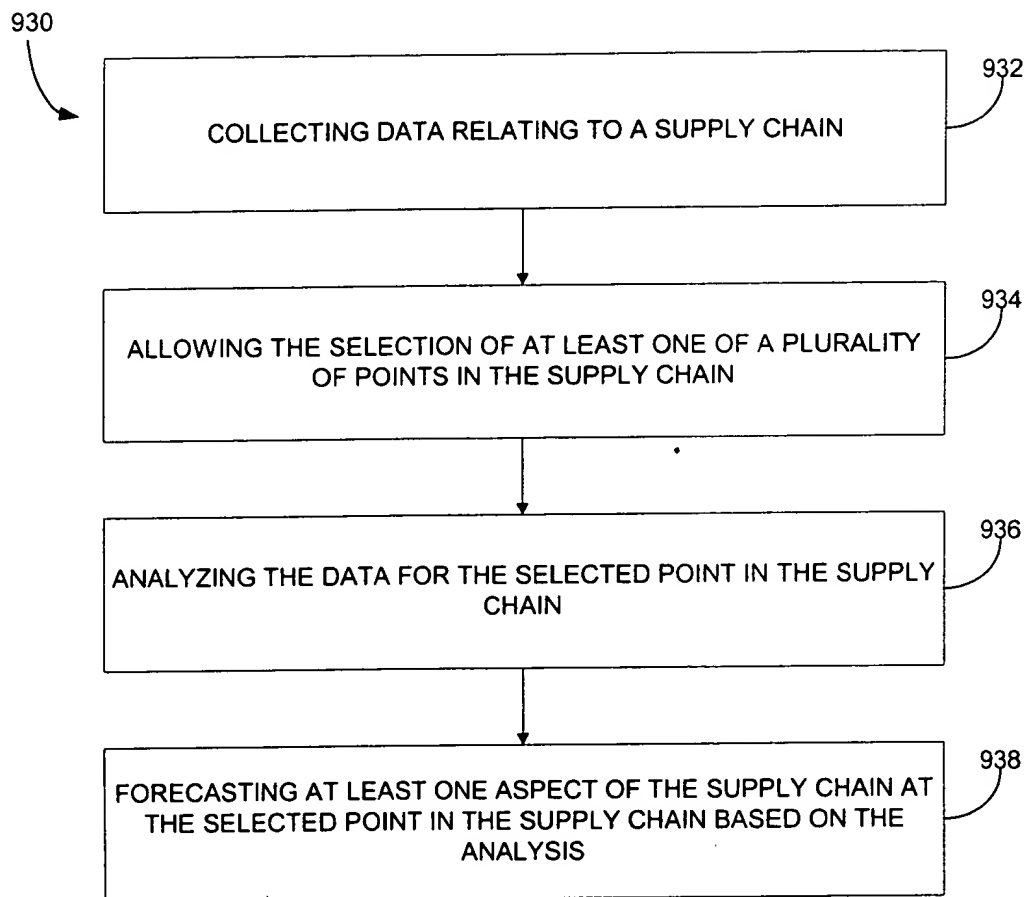 930
932
COLLECTING DATA RELATING TO A SUPPLY CHAIN
934
ALLOWING THE SELECTION OF AT LEAST ONE OF A PLURALITY
OF POINTS IN THE SUPPLY CHAIN
936
ANALYZING THE DATA FOR THE SELECTED POINT IN THE SUPPLY
CHAIN
938
FORECASTING AT LEAST ONE ASPECT OF THE SUPPLY CHAIN AT
THE SELECTED POINT IN THE SUPPLY CHAIN BASED ON THE
ANALYSIS